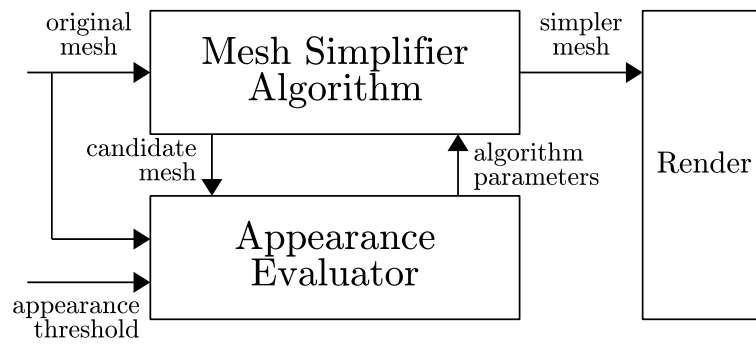 original
mesh
Mesh Simplifier
Algorithm
simpler
mesh
Render
candidate
mesh
algorithm
parameters
Appearance
Evaluator
appearance
threshold